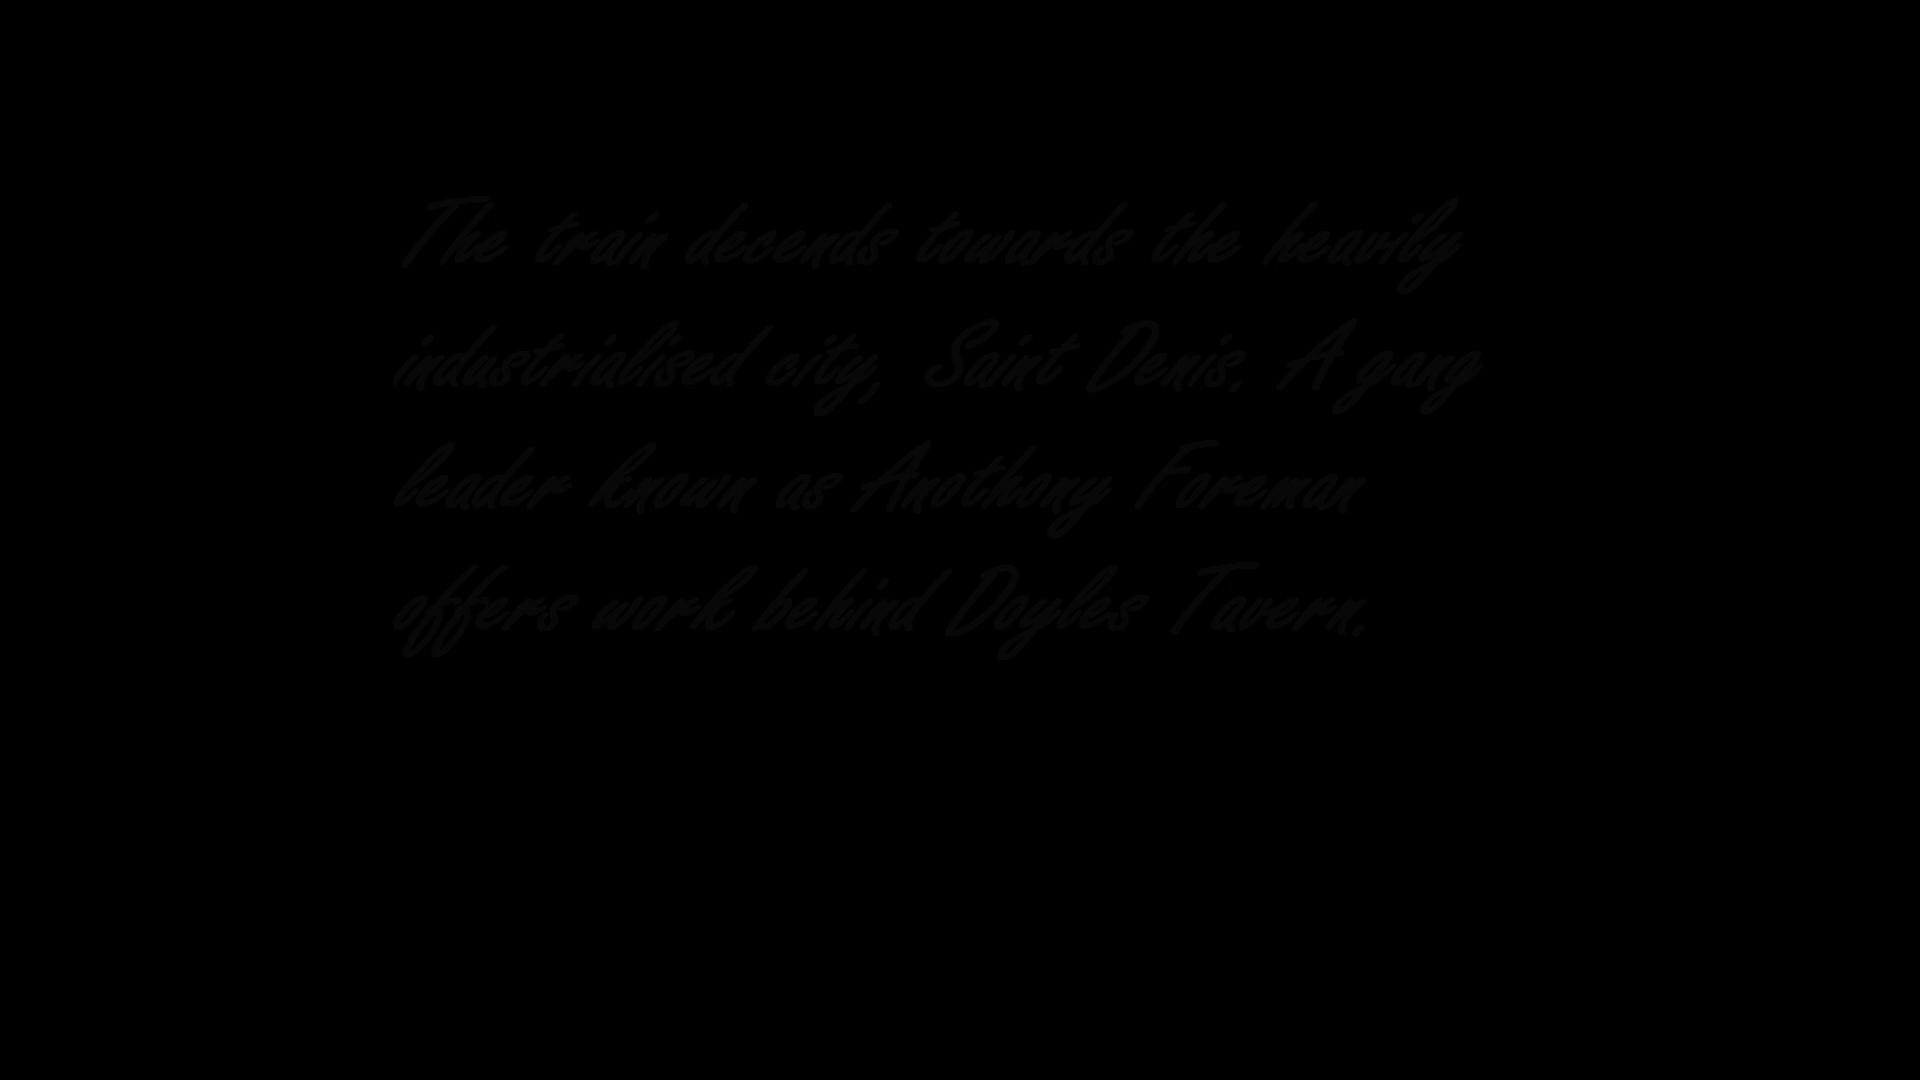 The train decends towards the heavily
industrialised city, Saint Denis. A gang
leader known as Anothony Foreman
offers work behind Doyles Tavern.